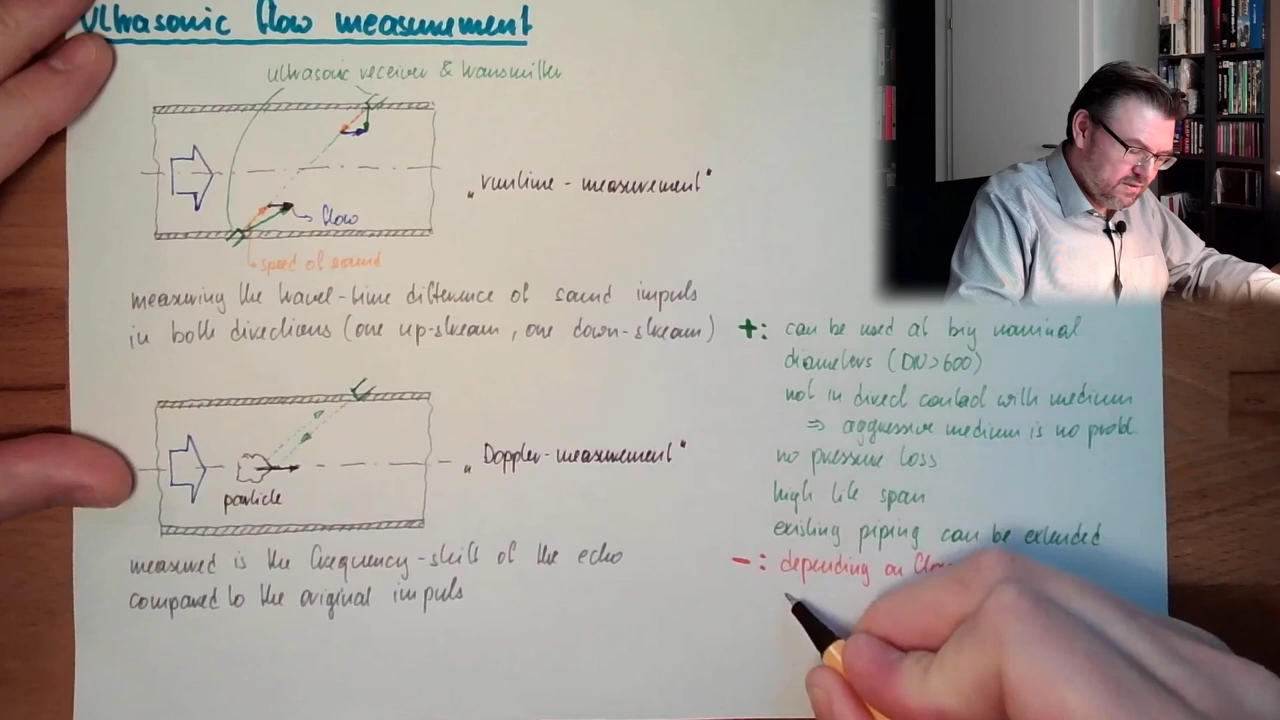 Ultrasonic flow measurement
ultrasonic receiver & transmitter
"runtime - measurement"
flow
speed of sound
measuring the travel-time difference of sound impuls
in both directions (one up-stream, one down-stream)
+: can be used at big nominal
diameters (DN>600)
not in direct contact with medium
⇒ aggressive medium is no probl.
no pressure loss
high life span
existing piping can be extended
-: depending on
"Doppler-measurement"
particle
measured is the frequency-shift of the echo
compared to the original impuls